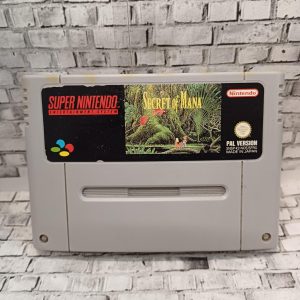 SUPER NINTENDO
ENTERTAINMENT SYSTEM
SECRET OF MANA
Nintendo
PAL VERSION
MADE IN JAPAN